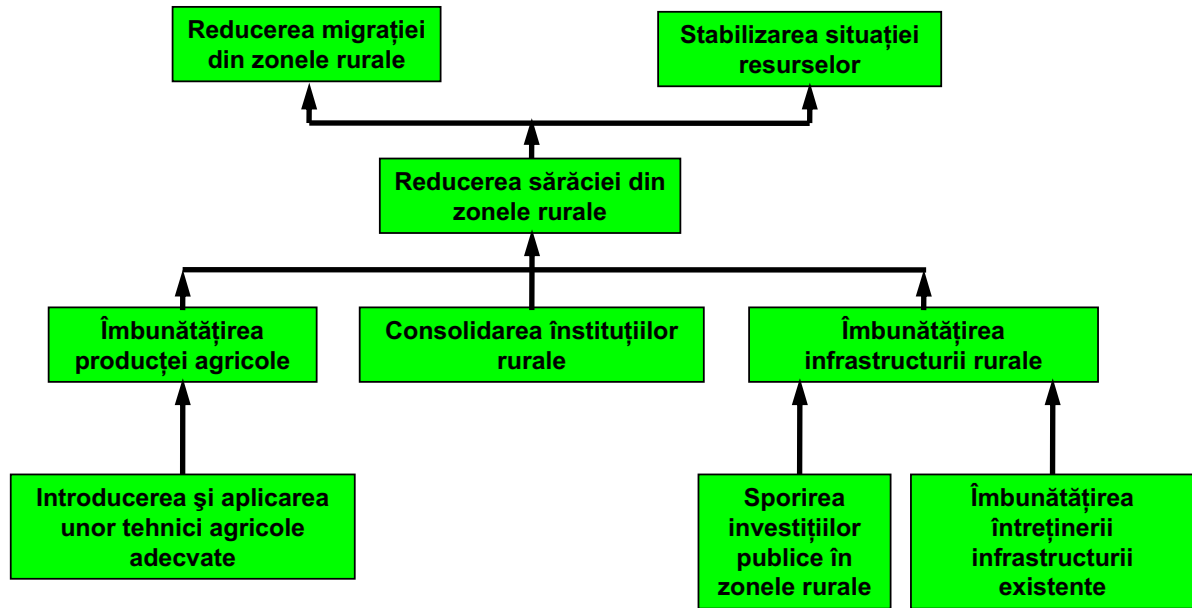 Reducerea migrației
din zonele rurale
Stabilizarea situației
resurselor
Reducerea sărăciei din
zonele rurale
Îmbunătățirea
producței agricole
Consolidarea înstituțiilor
rurale
Îmbunătățirea
infrastructurii rurale
Introducerea şi aplicarea
unor tehnici agricole
adecvate
Sporirea
investițiilor
publice în
zonele rurale
Îmbunătățirea
întreținerii
infrastructurii
existente